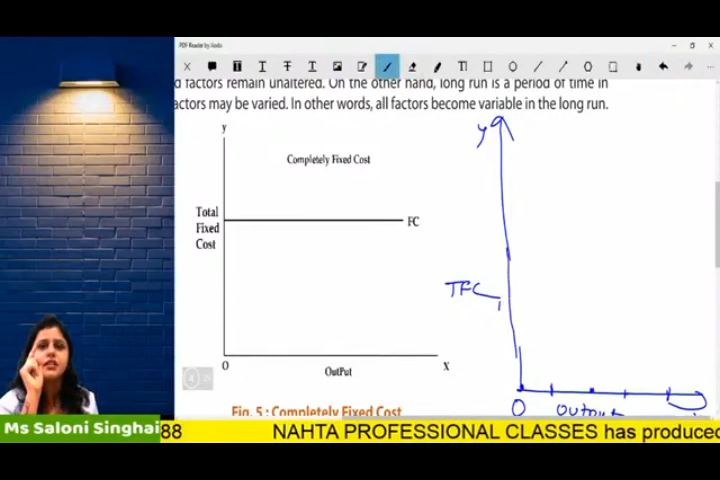 PDF Reader by Xodo
d factors remain unaltered. On the other hand, long run is a period of time in
actors may be varied. In other words, all factors become variable in the long run.
y
Completely Fixed Cost
Total
Fixed
Cost
FC
O
OutPut
X
Fig. 5 : Completely Fixed Cost
y
TFC
O
output
Ms Saloni Singhai
88
NAHTA PROFESSIONAL CLASSES has produced